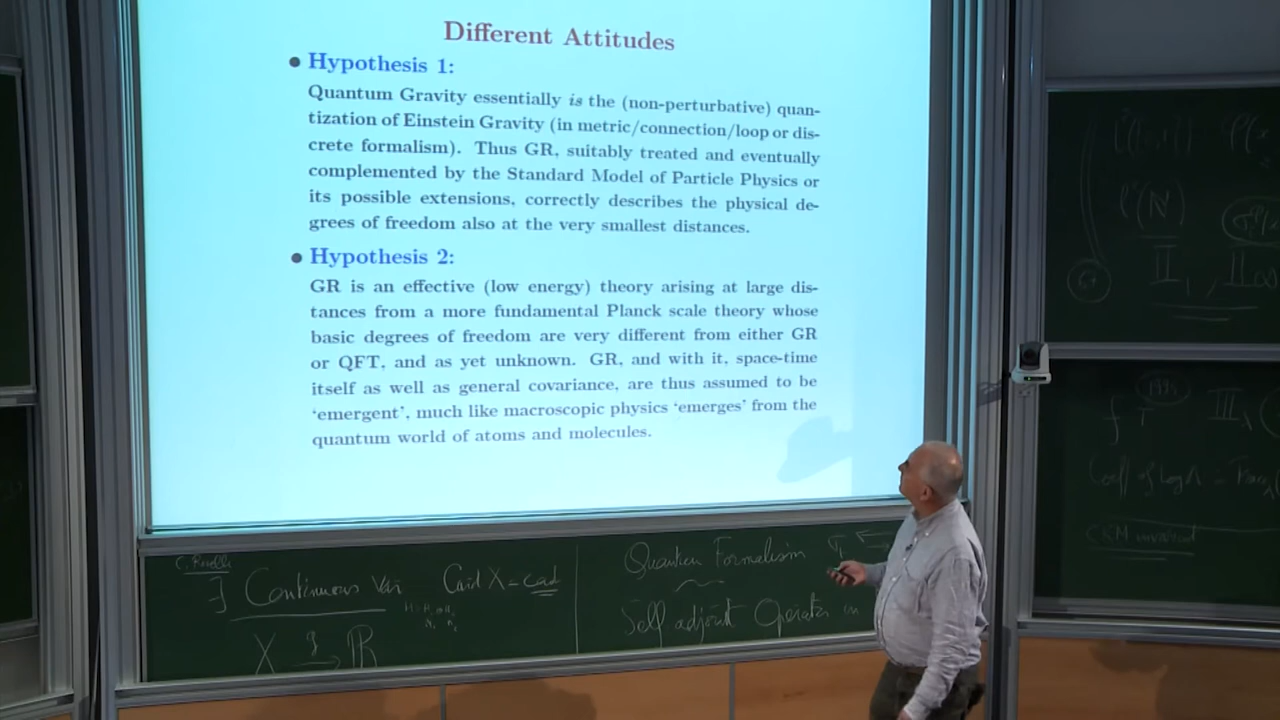 Different Attitudes
• Hypothesis 1:
Quantum Gravity essentially is the (non-perturbative) quan-
tization of Einstein Gravity (in metric/connection/loop or dis-
crete formalism). Thus GR, suitably treated and eventually
complemented by the Standard Model of Particle Physics or
its possible extensions, correctly describes the physical de-
grees of freedom also at the very smallest distances.
• Hypothesis 2:
GR is an effective (low energy) theory arising at large dis-
tances from a more fundamental Planck scale theory whose
basic degrees of freedom are very different from either GR
or QFT, and as yet unknown. GR, and with it, space-time
itself as well as general covariance, are thus assumed to be
‘emergent’, much like macroscopic physics ‘emerges’ from the
quantum world of atoms and molecules.
∃ Continuous Var Card X =
X → ℝ
Quantum Formalism
Self adjoint Operator in
ℓ²(ℕ)
II₁
Coeff of Log Λ =